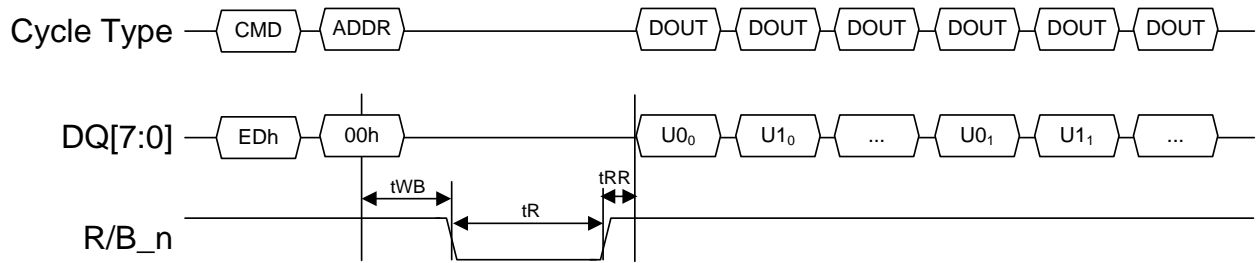 Cycle Type CMD ADDR DOUT DOUT DOUT DOUT DOUT DOUT
DQ[7:0] EDh 00h U0₀ U1₀ ... U0₁ U1₁ ...
tWB tR tRR
R/B_n